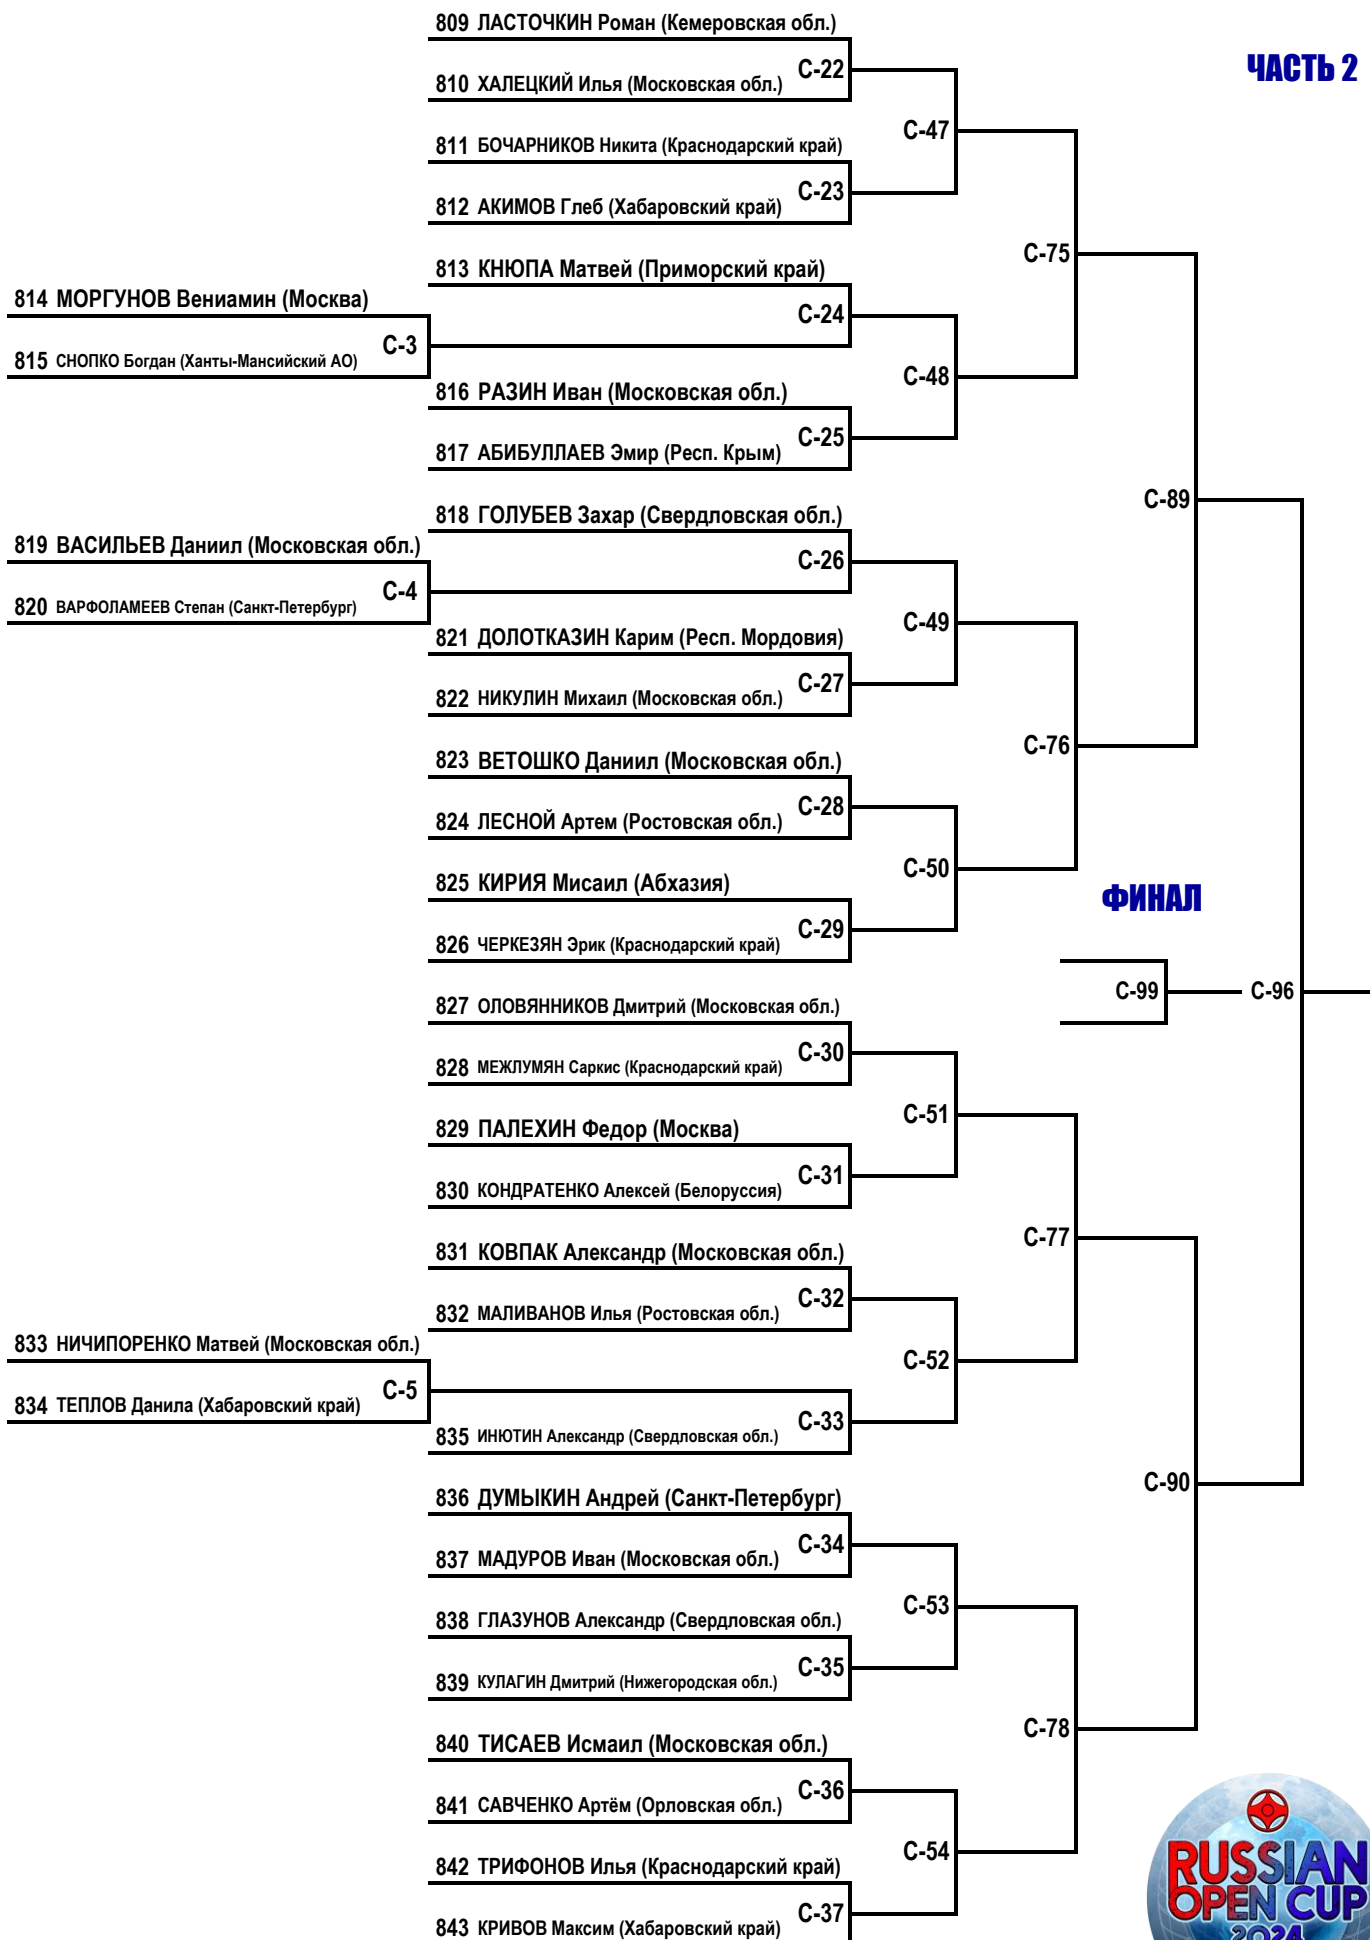 809 ЛАСТОЧКИН Роман (Кемеровская обл.)
С-22
ЧАСТЬ 2
810 ХАЛЕЦКИЙ Илья (Московская обл.)
С-47
811 БОЧАРНИКОВ Никита (Краснодарский край)
С-23
812 АКИМОВ Глеб (Хабаровский край)
С-75
813 КНЮПА Матвей (Приморский край)
814 МОРГУНОВ Вениамин (Москва)
С-24
С-3
815 СНОПКО Богдан (Ханты-Мансийский АО)
С-48
816 РАЗИН Иван (Московская обл.)
С-25
817 АБИБУЛЛАЕВ Эмир (Респ. Крым)
С-89
818 ГОЛУБЕВ Захар (Свердловская обл.)
819 ВАСИЛЬЕВ Даниил (Московская обл.)
С-26
С-4
820 ВАРФОЛАМЕЕВ Степан (Санкт-Петербург)
С-49
821 ДОЛОТКАЗИН Карим (Респ. Мордовия)
С-27
822 НИКУЛИН Михаил (Московская обл.)
С-76
823 ВЕТОШКО Даниил (Московская обл.)
С-28
824 ЛЕСНОЙ Артем (Ростовская обл.)
С-50
825 КИРИЯ Мисаил (Абхазия)
ФИНАЛ
С-29
826 ЧЕРКЕЗЯН Эрик (Краснодарский край)
С-99
С-96
827 ОЛОВЯННИКОВ Дмитрий (Московская обл.)
С-30
828 МЕЖЛУМЯН Саркис (Краснодарский край)
С-51
829 ПАЛЕХИН Федор (Москва)
С-31
830 КОНДРАТЕНКО Алексей (Белоруссия)
С-77
831 КОВПАК Александр (Московская обл.)
С-32
832 МАЛИВАНОВ Илья (Ростовская обл.)
833 НИЧИПОРЕНКО Матвей (Московская обл.)
С-52
С-5
834 ТЕПЛОВ Данила (Хабаровский край)
С-33
835 ИНЮТИН Александр (Свердловская обл.)
С-90
836 ДУМЫКИН Андрей (Санкт-Петербург)
С-34
837 МАДУРОВ Иван (Московская обл.)
С-53
838 ГЛАЗУНОВ Александр (Свердловская обл.)
С-35
839 КУЛАГИН Дмитрий (Нижегородская обл.)
С-78
840 ТИСАЕВ Исмаил (Московская обл.)
С-36
841 САВЧЕНКО Артём (Орловская обл.)
С-54
842 ТРИФОНОВ Илья (Краснодарский край)
С-37
843 КРИВОВ Максим (Хабаровский край)
RUSSIAN
OPEN CUP
2024